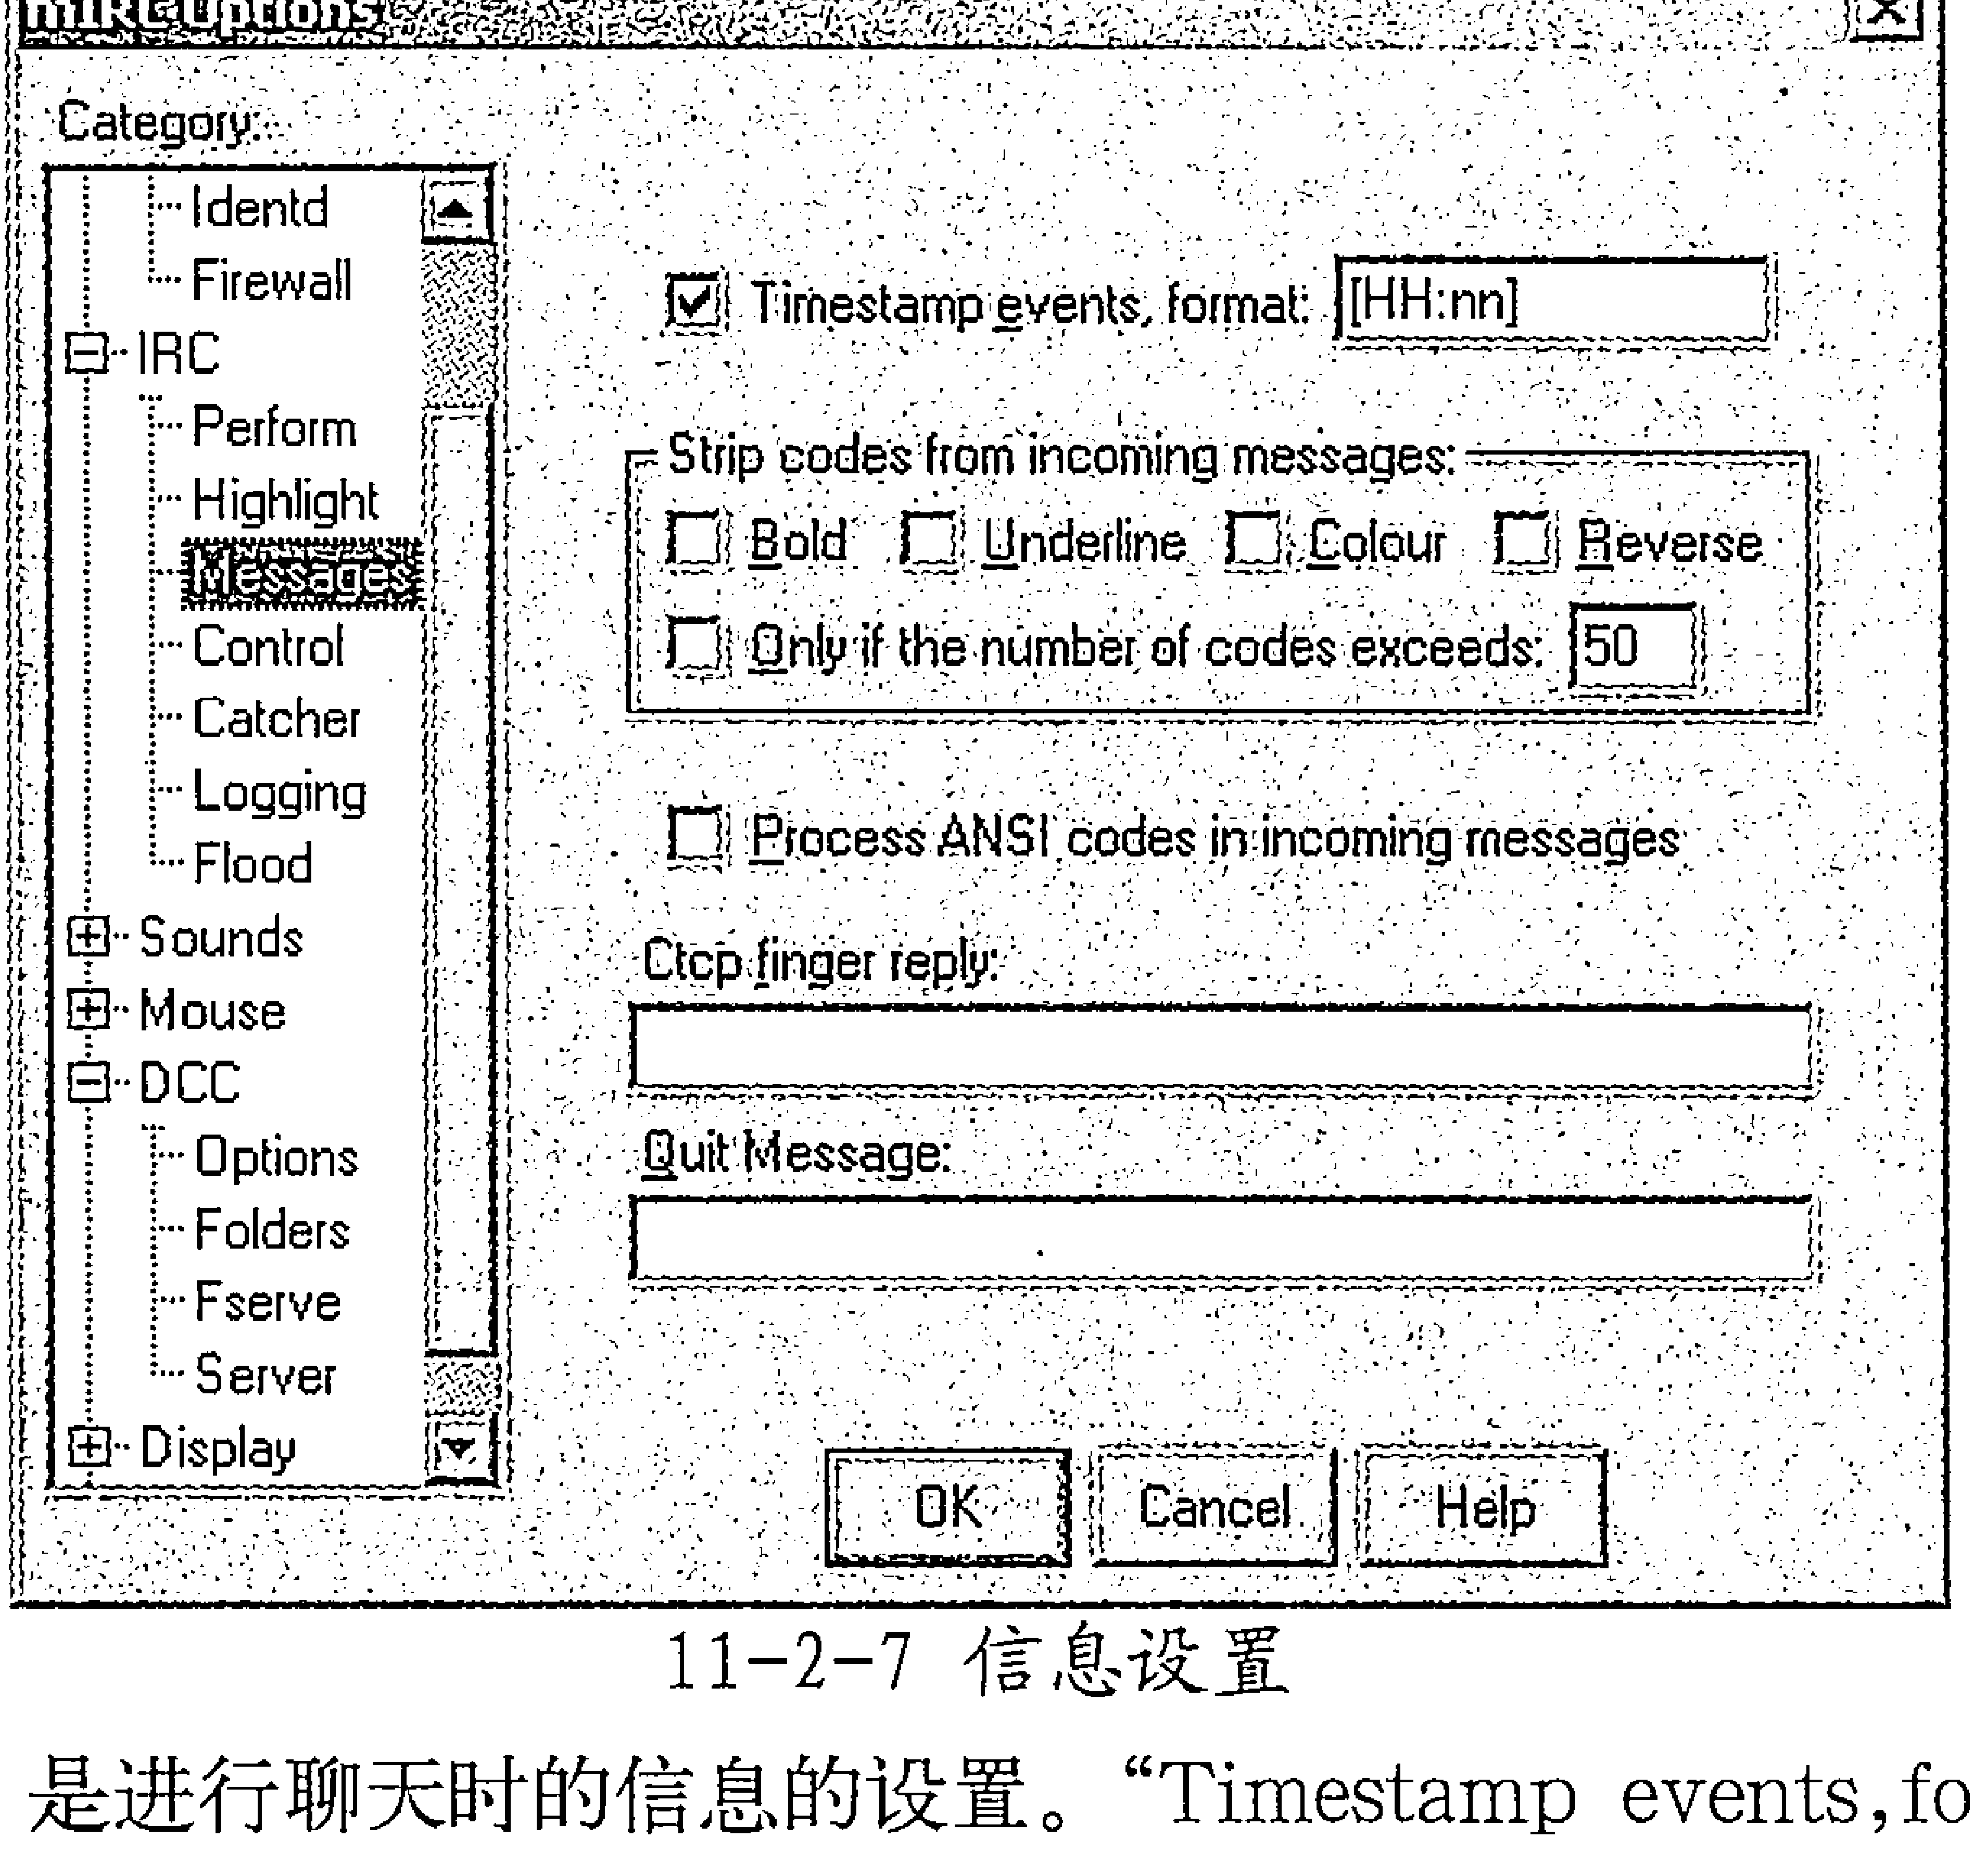 mIRC Options
Category:
Identd
Firewall
IRC
Perform
Highlight
Messages
Control
Catcher
Logging
Flood
Sounds
Mouse
DCC
Options
Folders
Fserve
Server
Display
Timestamp events, format: [HH:nn]
Strip codes from incoming messages:
Bold Underline Colour Reverse
Only if the number of codes exceeds: 50
Process ANSI codes in incoming messages
Ctcp finger reply:
Quit Message:
OK Cancel Help
11-2-7 信息设置
是进行聊天时的信息的设置。“Timestamp events,fo